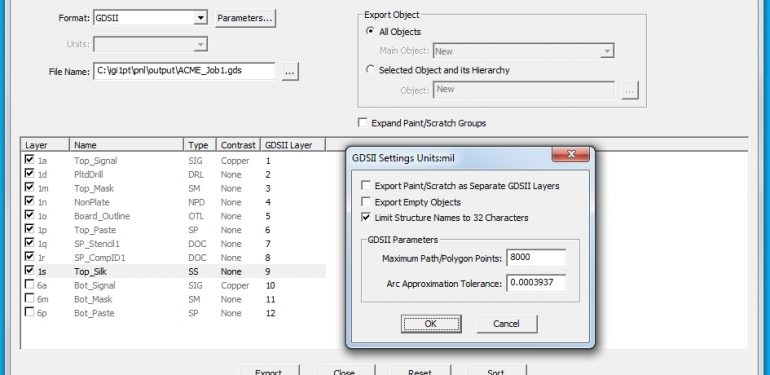 Format: GDSII Parameters...
Units:
File Name: C:\igi1pt\pnl\output\ACME_Job1.gds ...
Export Object
All Objects
Main Object: New
Selected Object and its Hierarchy
Object: New ...
Expand Paint/Scratch Groups
Layer Name Type Contrast GDSII Layer
1a Top_Signal SIG Copper 1
1d PltdDrill DRL None 2
1m Top_Mask SM None 3
1n NonPlate NPD None 4
1o Board_Outline OTL None 5
1p Top_Paste SP None 6
1q SP_Stencil1 DOC None 7
1r SP_CompID1 DOC None 8
1s Top_Silk SS None 9
6a Bot_Signal SIG Copper 10
6m Bot_Mask SM None 11
6p Bot_Paste SP None 12
GDSII Settings Units:mil
Export Paint/Scratch as Separate GDSII Layers
Export Empty Objects
Limit Structure Names to 32 Characters
GDSII Parameters
Maximum Path/Polygon Points: 8000
Arc Approximation Tolerance: 0.0003937
OK Cancel
Export Close Reset Sort